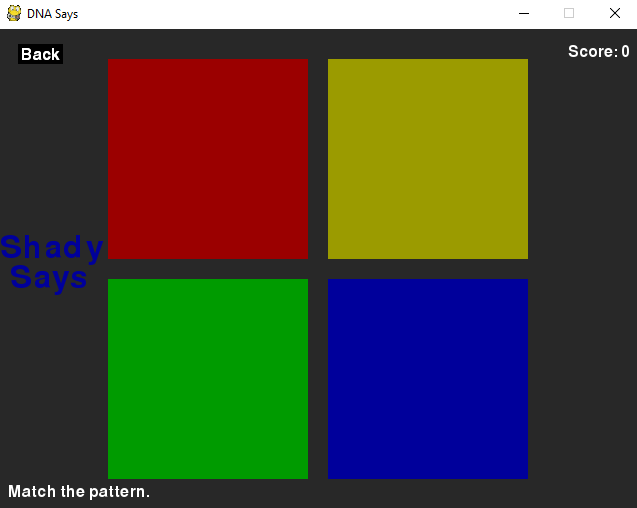 DNA Says
Back
Score: 0
Shady
Says
Match the pattern.